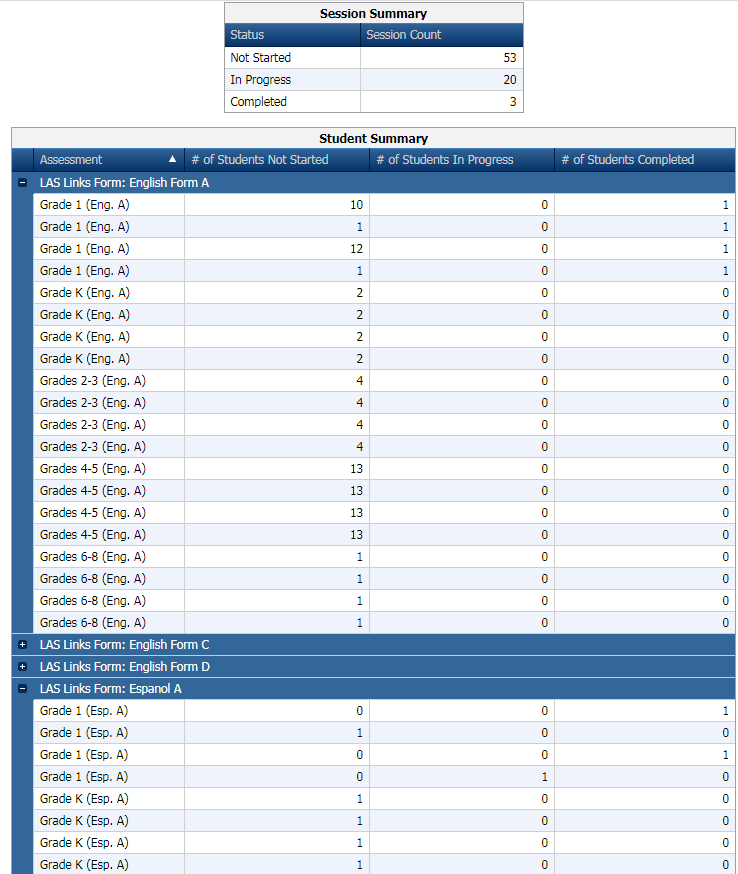 Session Summary
Status Session Count
Not Started 53
In Progress 20
Completed 3
Student Summary
Assessment ▲ # of Students Not Started # of Students In Progress # of Students Completed
LAS Links Form: English Form A
Grade 1 (Eng. A) 10 0 1
Grade 1 (Eng. A) 1 0 1
Grade 1 (Eng. A) 12 0 1
Grade 1 (Eng. A) 1 0 1
Grade K (Eng. A) 2 0 0
Grade K (Eng. A) 2 0 0
Grade K (Eng. A) 2 0 0
Grade K (Eng. A) 2 0 0
Grades 2-3 (Eng. A) 4 0 0
Grades 2-3 (Eng. A) 4 0 0
Grades 2-3 (Eng. A) 4 0 0
Grades 2-3 (Eng. A) 4 0 0
Grades 4-5 (Eng. A) 13 0 0
Grades 4-5 (Eng. A) 13 0 0
Grades 4-5 (Eng. A) 13 0 0
Grades 4-5 (Eng. A) 13 0 0
Grades 6-8 (Eng. A) 1 0 0
Grades 6-8 (Eng. A) 1 0 0
Grades 6-8 (Eng. A) 1 0 0
Grades 6-8 (Eng. A) 1 0 0
LAS Links Form: English Form C
LAS Links Form: English Form D
LAS Links Form: Espanol A
Grade 1 (Esp. A) 0 0 1
Grade 1 (Esp. A) 1 0 0
Grade 1 (Esp. A) 0 0 1
Grade 1 (Esp. A) 0 1 0
Grade K (Esp. A) 1 0 0
Grade K (Esp. A) 1 0 0
Grade K (Esp. A) 1 0 0
Grade K (Esp. A) 1 0 0